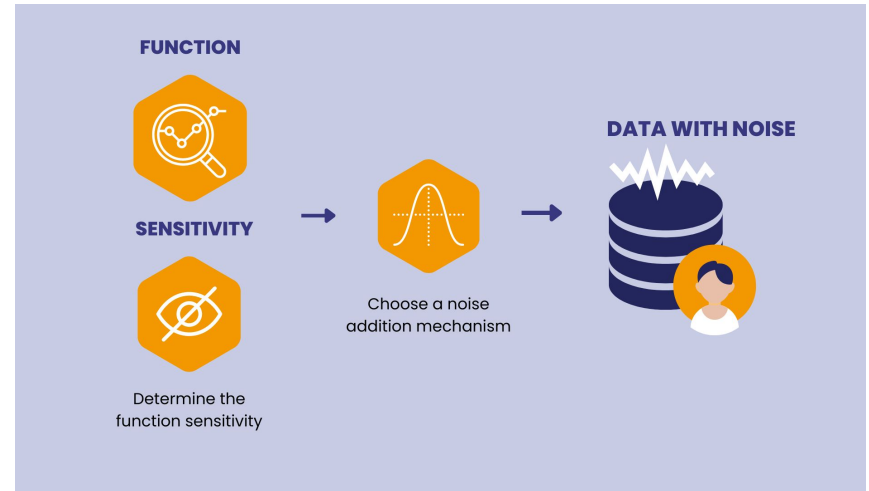 FUNCTION
SENSITIVITY
Determine the
function sensitivity
Choose a noise
addition mechanism
DATA WITH NOISE